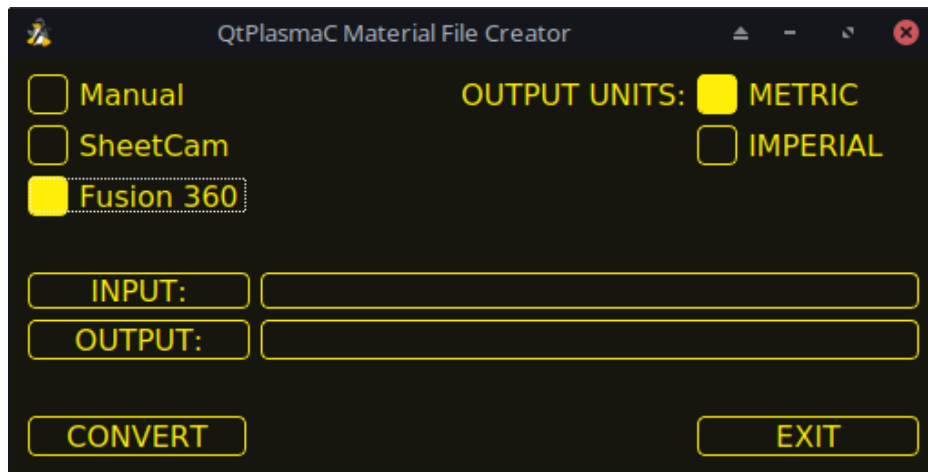 QtPlasmaC Material File Creator
Manual OUTPUT UNITS: METRIC
SheetCam IMPERIAL
Fusion 360
INPUT:
OUTPUT:
CONVERT EXIT